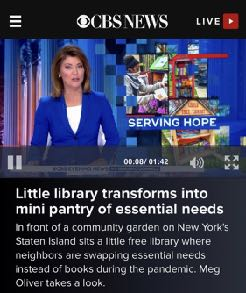 CBS NEWS LIVE
SERVING HOPE
00:08/01:42
Little library transforms into
mini pantry of essential needs
In front of a community garden on New York's
Staten Island sits a little free library where
neighbors are swapping essential needs
instead of books during the pandemic. Meg
Oliver takes a look.